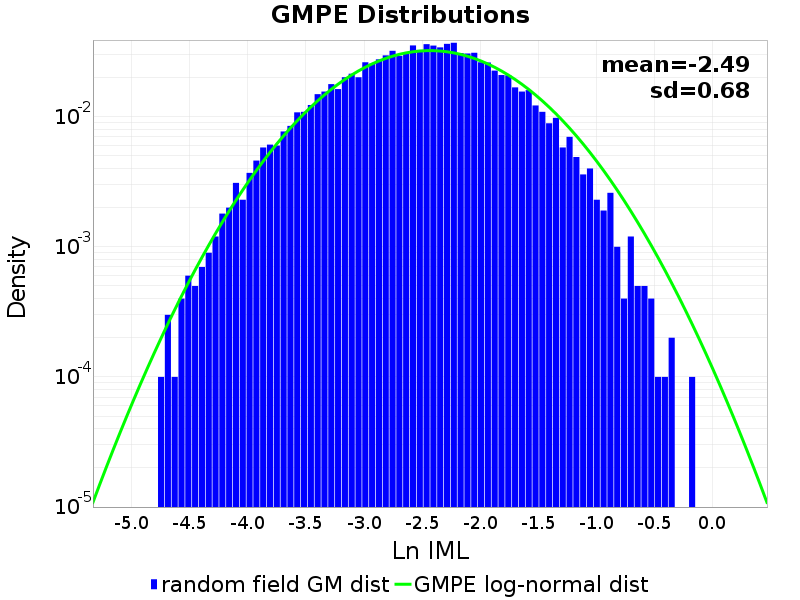 GMPE Distributions
mean=-2.49
sd=0.68
10-2
10-3
10-4
10-5
Density
-5.0 -4.5 -4.0 -3.5 -3.0 -2.5 -2.0 -1.5 -1.0 -0.5 0.0
Ln IML
random field GM dist GMPE log-normal dist